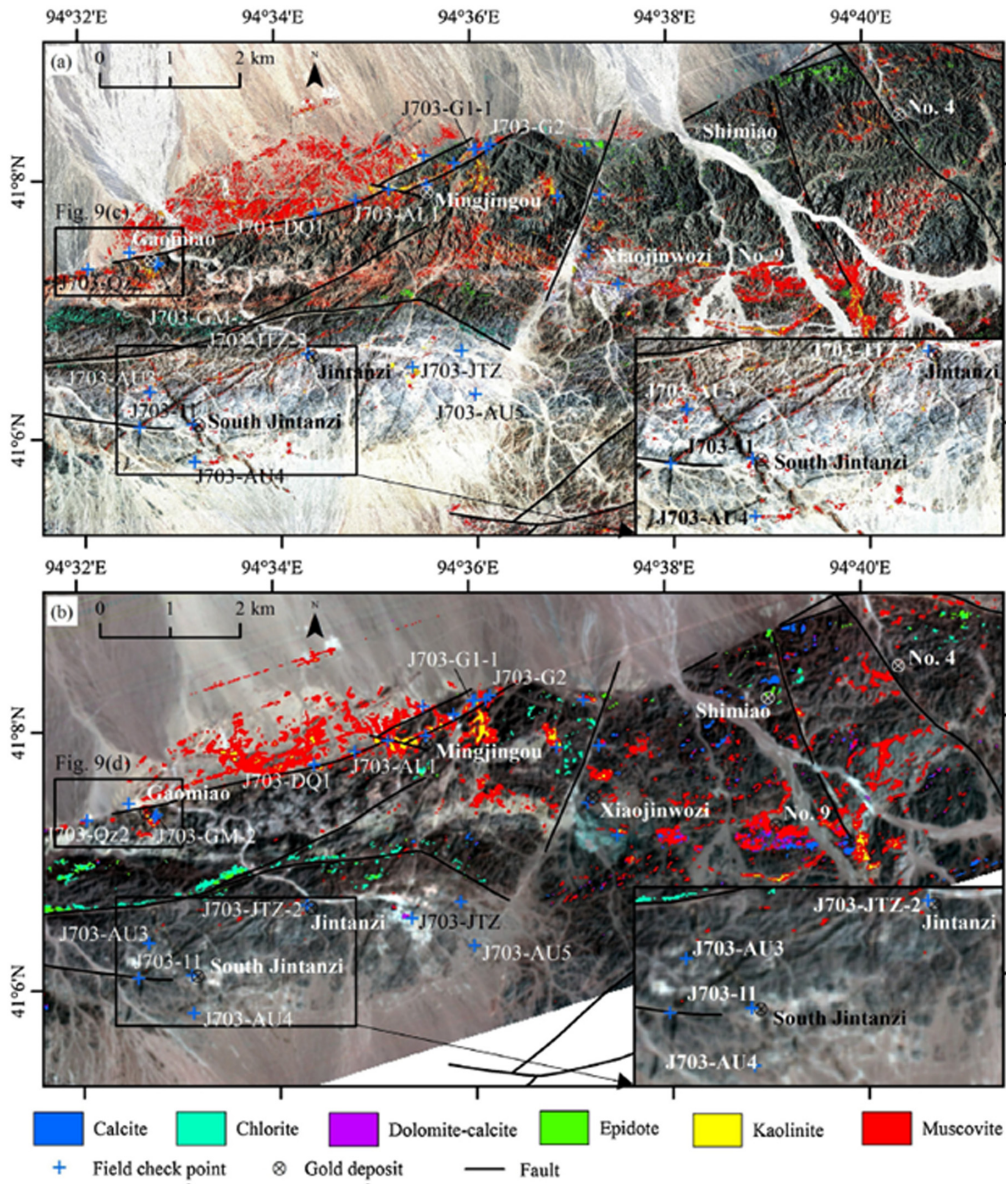 94°32'E 94°34'E 94°36'E 94°38'E 94°40'E
(a)
0 1 2 km
N
J703-G1-1
J703-G2
No. 4
Shimiao
41°8'N
Mingjingou
Fig. 9(c)
J703-DQ1
J703-AL1
Gaomiao
Xiaojinwozi
No. 9
J703-Qz2
J703-GM-2
J703-JTZ-2
Jintanzi
J703-JTZ
J703-AU3
J703-11
South Jintanzi
J703-AU5
41°6'N
J703-AU4
Jintanzi
J703-AU3
J703-11
South Jintanzi
J703-AU4
94°32'E 94°34'E 94°36'E 94°38'E 94°40'E
(b)
0 1 2 km
N
J703-G1-1
J703-G2
No. 4
Shimiao
41°8'N
Mingjingou
Fig. 9(d)
J703-DQ1
J703-AL1
Gaomiao
Xiaojinwozi
No. 9
J703-Qz2
J703-GM-2
J703-JTZ-2
Jintanzi
J703-JTZ
J703-AU3
J703-11
South Jintanzi
J703-AU5
41°6'N
J703-AU4
J703-JTZ-2
Jintanzi
J703-AU3
J703-11
South Jintanzi
J703-AU4
Calcite Chlorite Dolomite-calcite Epidote Kaolinite Muscovite
Field check point Gold deposit Fault